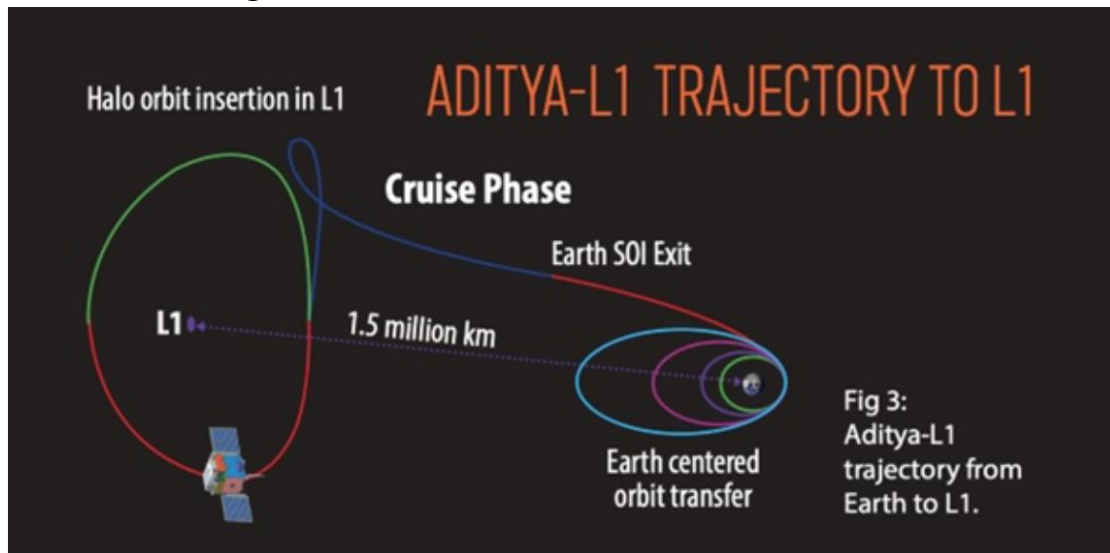 ADITYA-L1 TRAJECTORY TO L1
Halo orbit insertion in L1
Cruise Phase
Earth SOI Exit
L1
1.5 million km
Earth centered
orbit transfer
Fig 3:
Aditya-L1
trajectory from
Earth to L1.